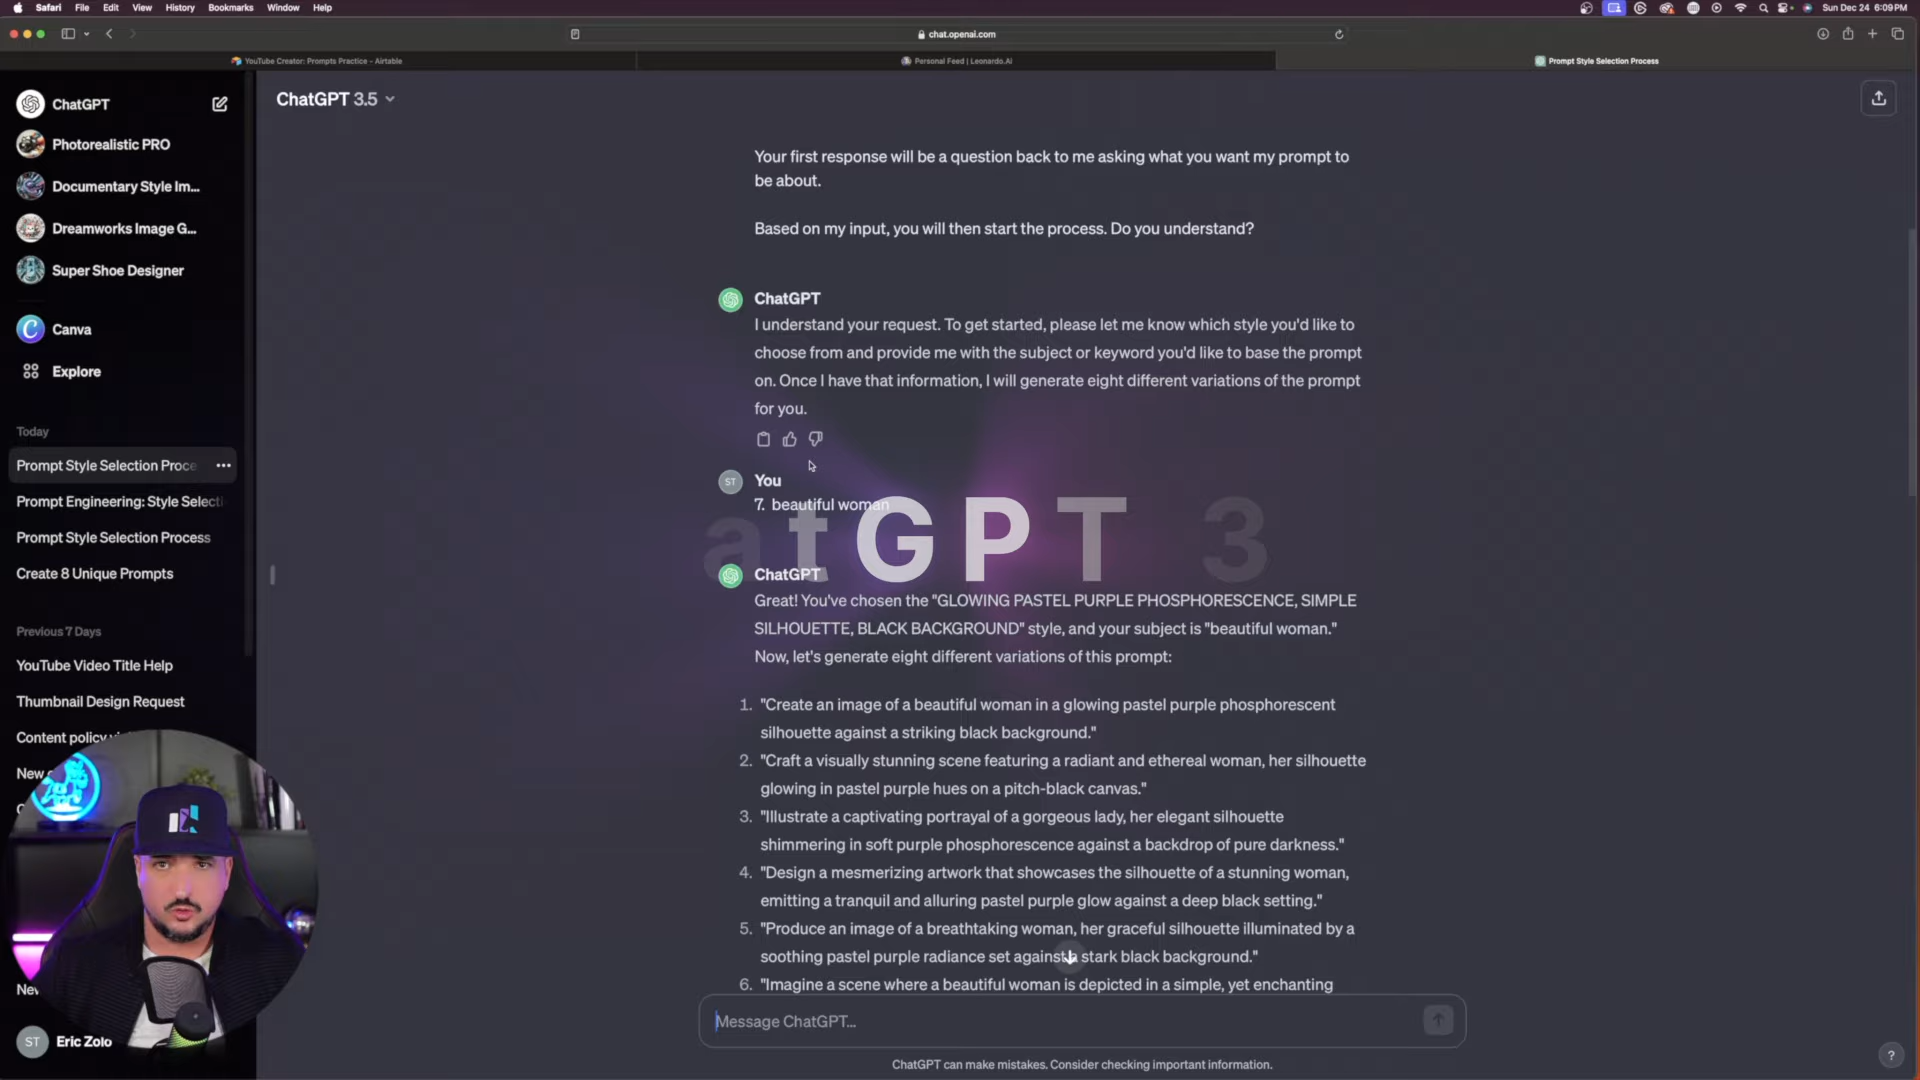 Safari File Edit View History Bookmarks Window Help
Sun Dec 24 6:09 PM
chat.openai.com
YouTube Creator: Prompts Practice - Airtable
Personal Feed | Leonardo.Ai
Prompt Style Selection Process
ChatGPT
Photorealistic PRO
Documentary Style Im...
Dreamworks Image G...
Super Shoe Designer
Canva
Explore
Today
Prompt Style Selection Proce
Prompt Engineering: Style Selecti
Prompt Style Selection Process
Create 8 Unique Prompts
Previous 7 Days
YouTube Video Title Help
Thumbnail Design Request
Content policy
New
New
ST
Eric Zolo
ChatGPT 3.5
Your first response will be a question back to me asking what you want my prompt to
be about.
Based on my input, you will then start the process. Do you understand?
ChatGPT
I understand your request. To get started, please let me know which style you'd like to
choose from and provide me with the subject or keyword you'd like to base the prompt
on. Once I have that information, I will generate eight different variations of the prompt
for you.
ST
You
7. beautiful woman
atGPT 3
ChatGPT
Great! You've chosen the "GLOWING PASTEL PURPLE PHOSPHORESCENCE, SIMPLE
SILHOUETTE, BLACK BACKGROUND" style, and your subject is "beautiful woman."
Now, let's generate eight different variations of this prompt:
1. "Create an image of a beautiful woman in a glowing pastel purple phosphorescent
silhouette against a striking black background."
2. "Craft a visually stunning scene featuring a radiant and ethereal woman, her silhouette
glowing in pastel purple hues on a pitch-black canvas."
3. "Illustrate a captivating portrayal of a gorgeous lady, her elegant silhouette
shimmering in soft purple phosphorescence against a backdrop of pure darkness."
4. "Design a mesmerizing artwork that showcases the silhouette of a stunning woman,
emitting a tranquil and alluring pastel purple glow against a deep black setting."
5. "Produce an image of a breathtaking woman, her graceful silhouette illuminated by a
soothing pastel purple radiance set against a stark black background."
6. "Imagine a scene where a beautiful woman is depicted in a simple, yet enchanting
Message ChatGPT...
ChatGPT can make mistakes. Consider checking important information.
?